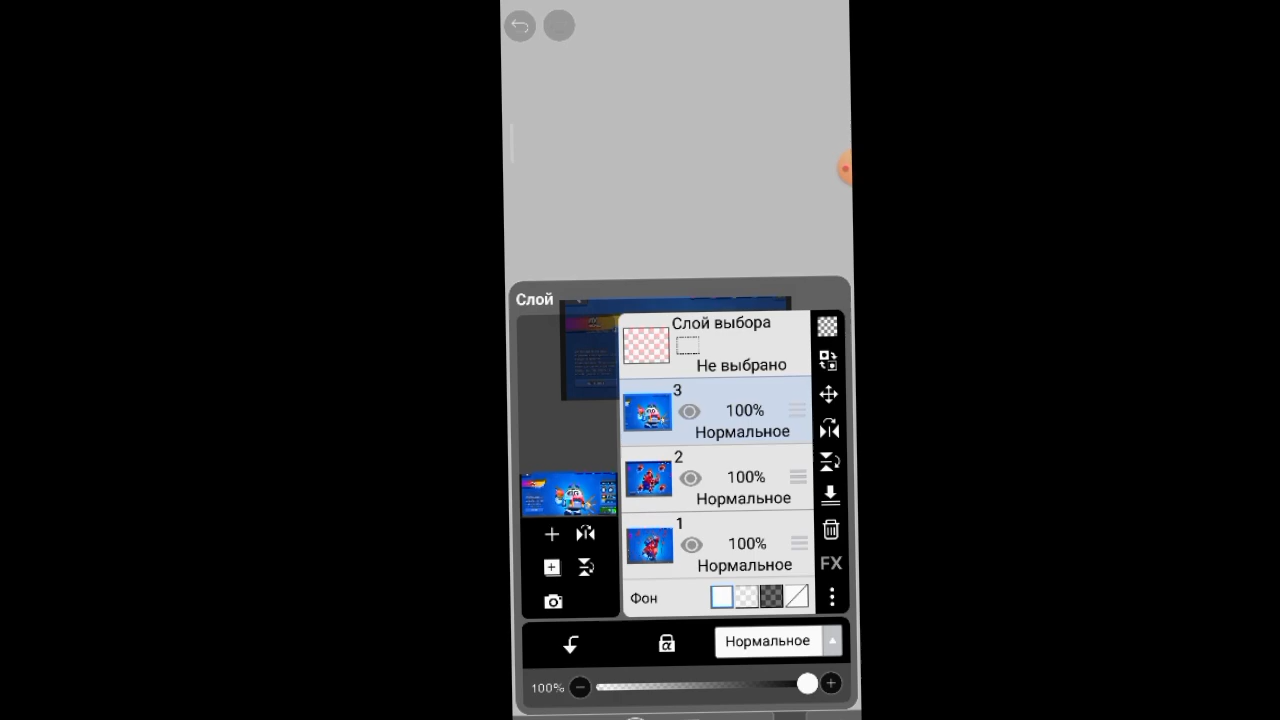 Слой
Слой выбора
Не выбрано
3
100%
Нормальное
2
100%
Нормальное
1
100%
Нормальное
Фон
FX
α
Нормальное
100%